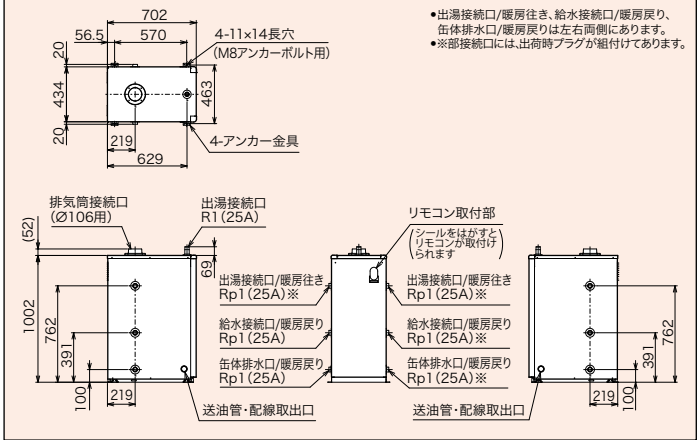 702
56.5
570
4-11×14長穴
(M8アンカーボルト用)
20
434
20
463
219
4-アンカー金具
629
•出湯接続口/暖房往き、給水接続口/暖房戻り、
缶体排水口/暖房戻りは左右両側にあります。
•※部接続口には、出荷時プラグが組付けてあります。
排気筒接続口
(Ø106用)
出湯接続口
R1(25A)
(52)
69
1002
762
391
100
219
送油管・配線取出口
リモコン取付部
(シールをはがすと
リモコンが取付け
られます)
出湯接続口/暖房往き
Rp1(25A)※
給水接続口/暖房戻り
Rp1(25A)
缶体排水口/暖房戻り
Rp1(25A)
出湯接続口/暖房往き
Rp1(25A)※
給水接続口/暖房戻り
Rp1(25A)※
缶体排水口/暖房戻り
Rp1(25A)※
762
391
100
219
送油管・配線取出口